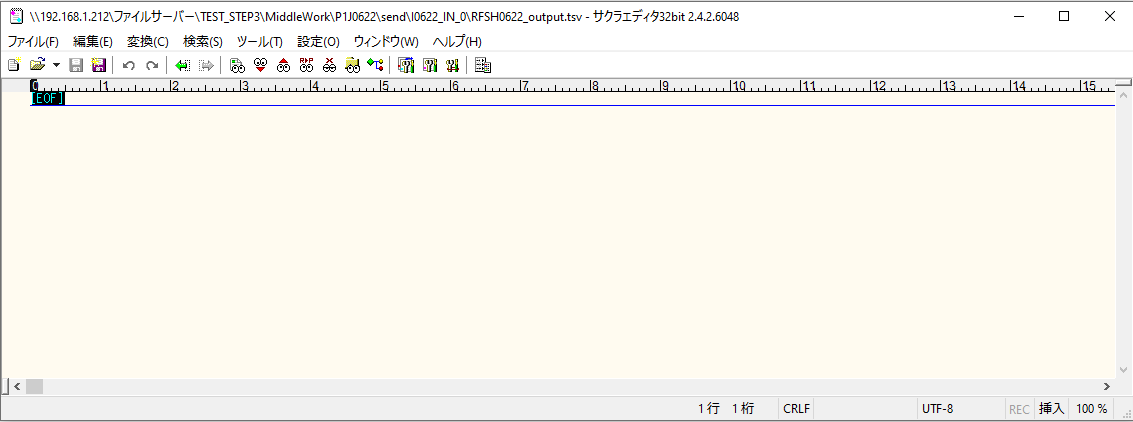 \\192.168.1.212\ファイルサーバー\TEST_STEP3\MiddleWork\P1J0622\send\I0622_IN_0\RFSH0622_output.tsv - サクラエディタ32bit 2.4.2.6048
ファイル(F) 編集(E) 変換(C) 検索(S) ツール(T) 設定(O) ウィンドウ(W) ヘルプ(H)
0 1 2 3 4 5 6 7 8 9 10 11 12 13 14 15
[EOF]
1 行 1 桁 CRLF UTF-8 REC 挿入 100 %